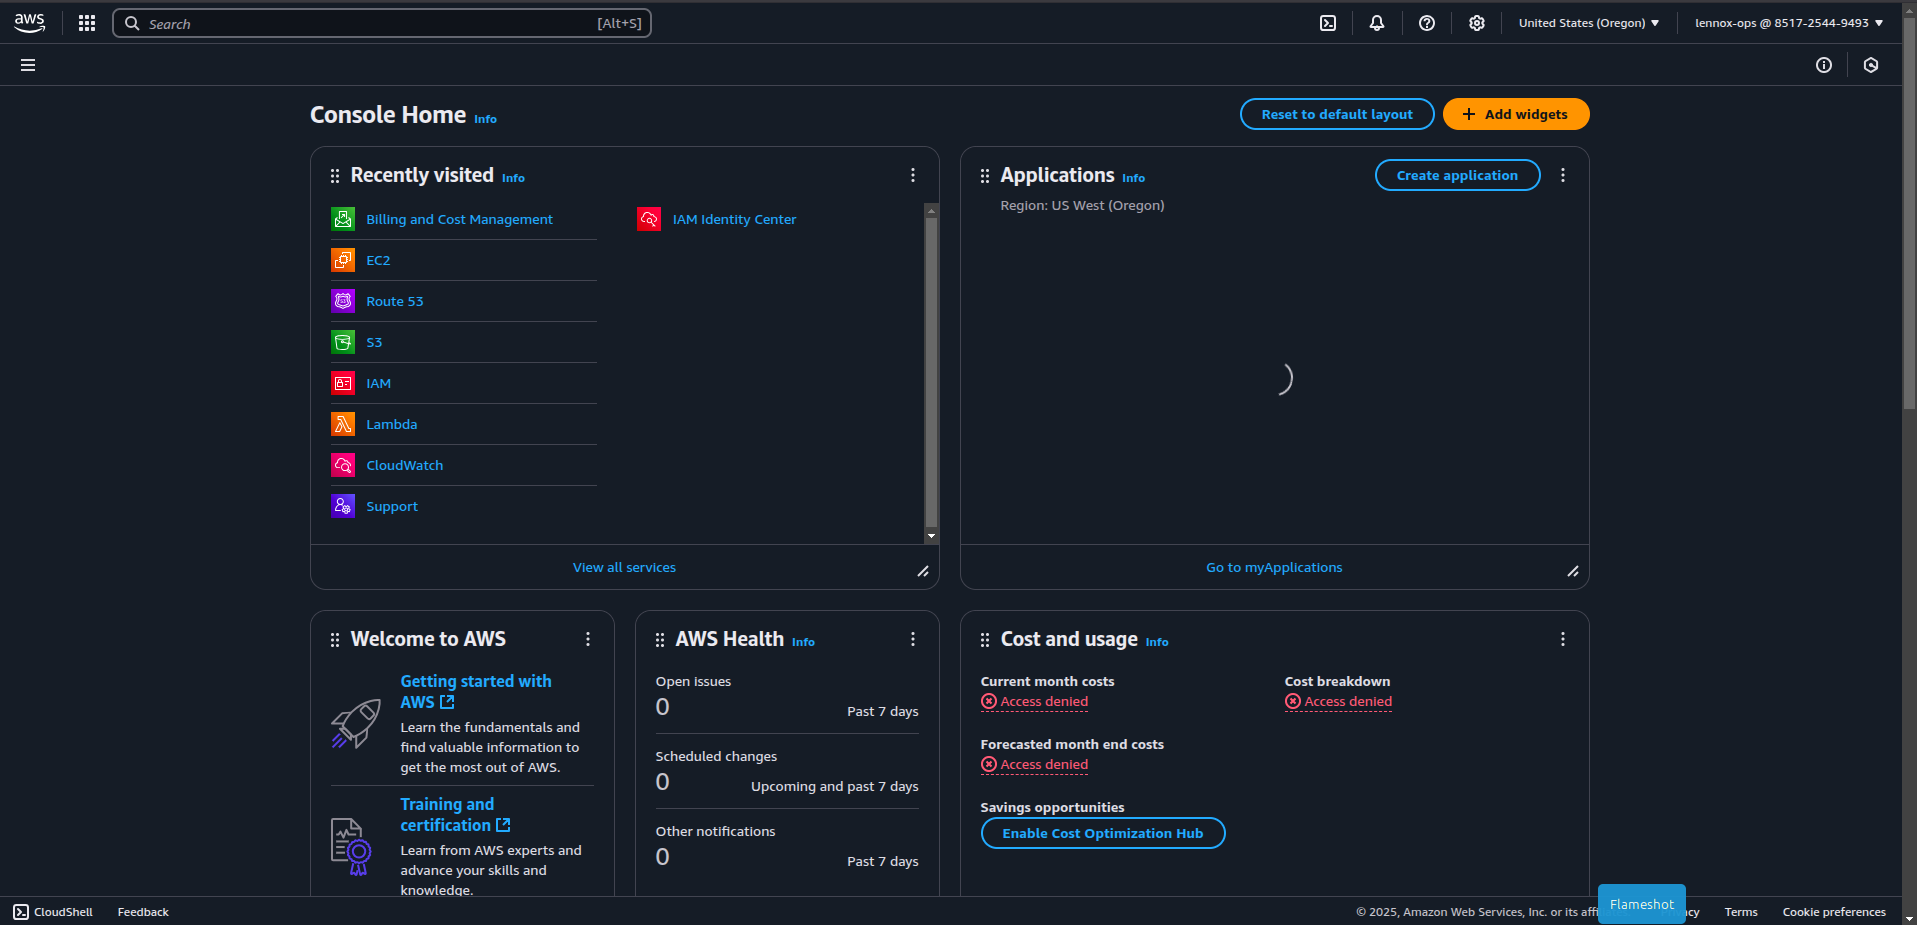 aws
Search [Alt+S]
United States (Oregon)
lennox-ops @ 8517-2544-9493
Console Home Info
Reset to default layout
Add widgets
Recently visited Info
Billing and Cost Management
EC2
Route 53
S3
IAM
Lambda
CloudWatch
Support
IAM Identity Center
View all services
Applications Info
Create application
Region: US West (Oregon)
Go to myApplications
Welcome to AWS
Getting started with
AWS
Learn the fundamentals and
find valuable information to
get the most out of AWS.
Training and
certification
Learn from AWS experts and
advance your skills and
knowledge.
AWS Health Info
Open issues
0 Past 7 days
Scheduled changes
0 Upcoming and past 7 days
Other notifications
0 Past 7 days
Cost and usage Info
Current month costs
Access denied
Cost breakdown
Access denied
Forecasted month end costs
Access denied
Savings opportunities
Enable Cost Optimization Hub
CloudShell
Feedback
© 2025, Amazon Web Services, Inc. or its
Flameshot
Terms
Cookie preferences